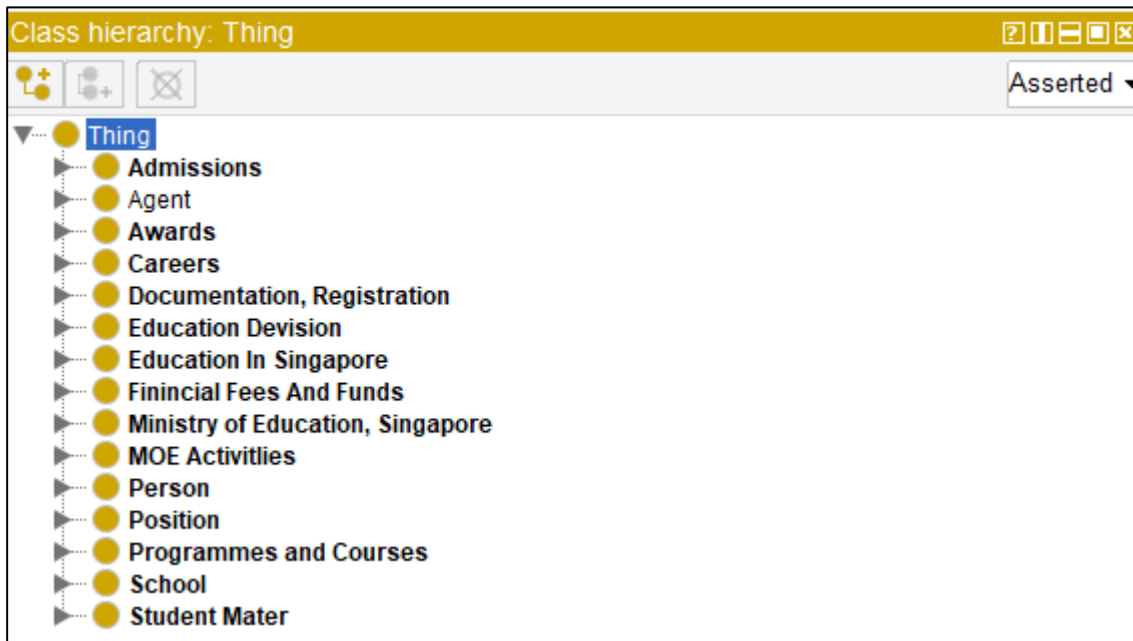 Class hierarchy: Thing
Asserted
Thing
Admissions
Agent
Awards
Careers
Documentation, Registration
Education Devision
Education In Singapore
Finincial Fees And Funds
Ministry of Education, Singapore
MOE Activitlies
Person
Position
Programmes and Courses
School
Student Mater